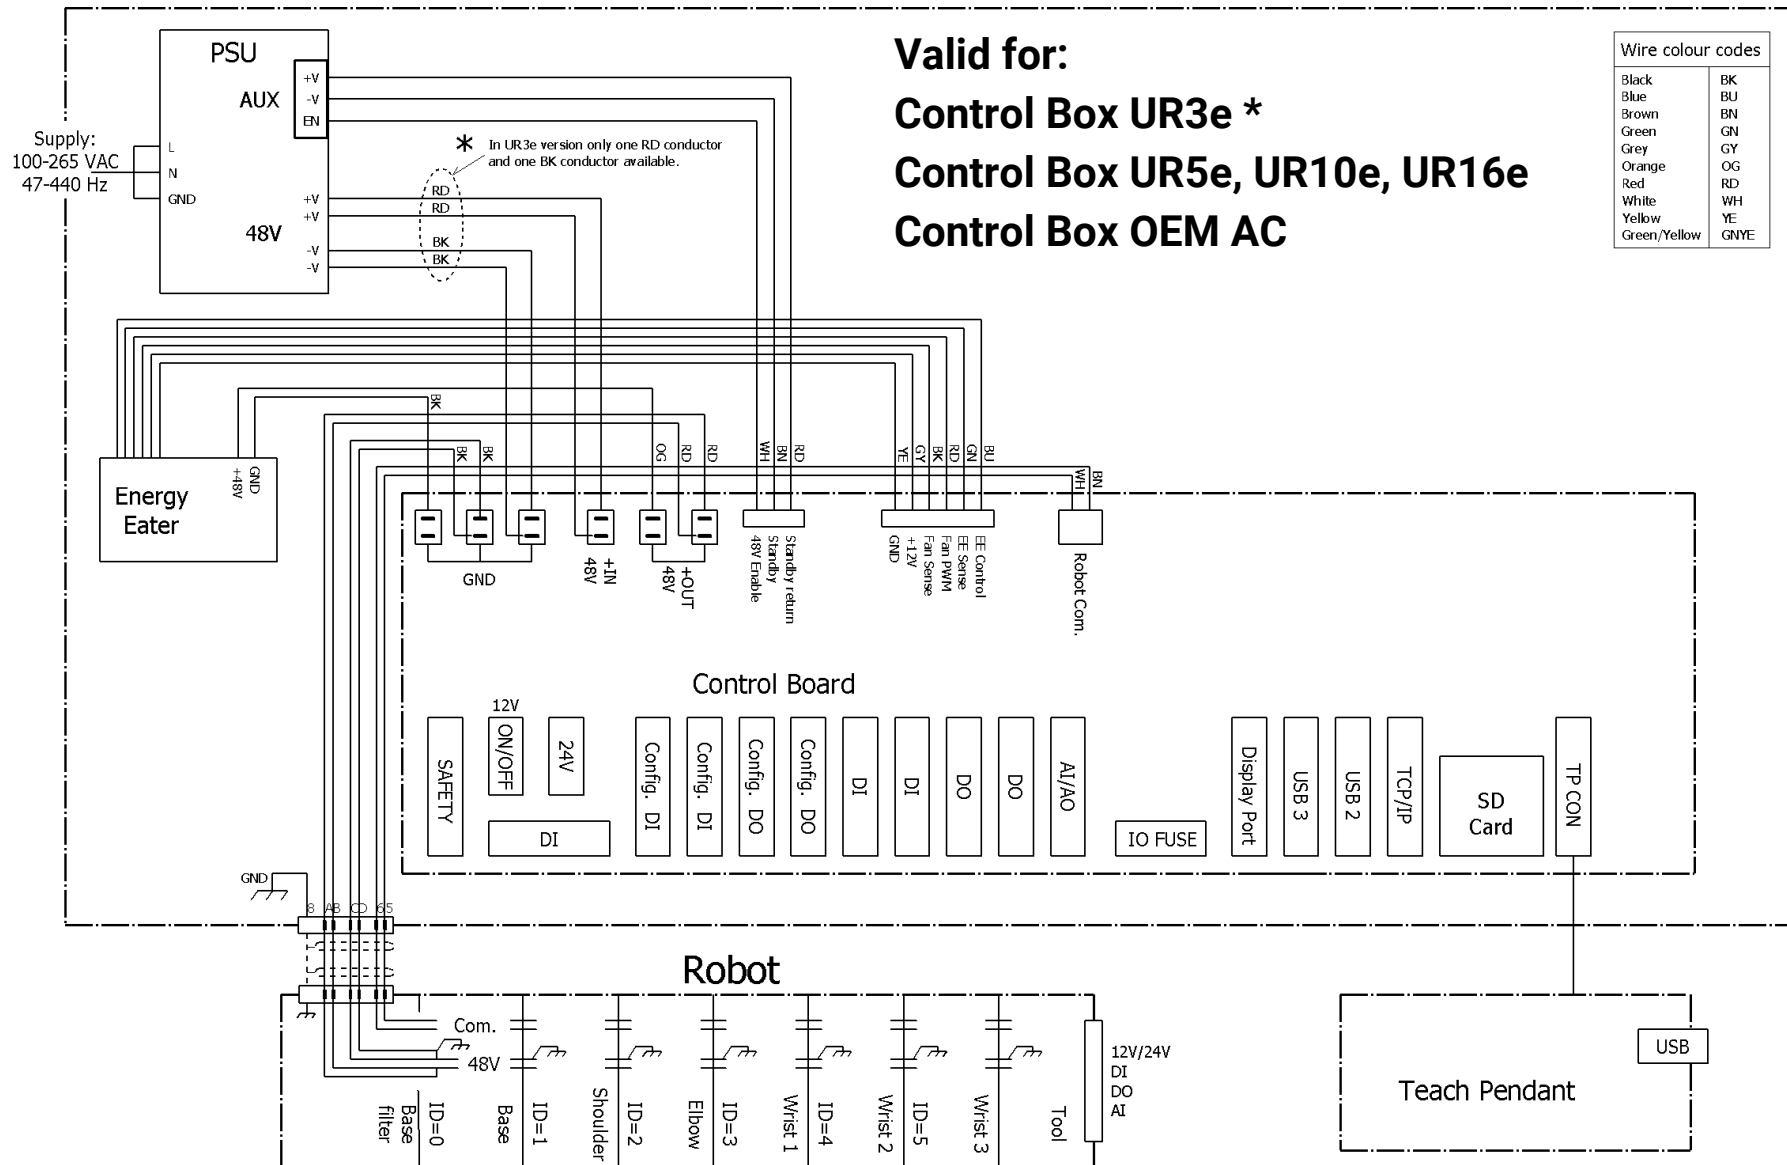 PSU
AUX
+V
-V
EN
Supply:
100-265 VAC
47-440 Hz
L
N
GND
48V
+V
+V
-V
-V
RD
RD
BK
BK
* In UR3e version only one RD conductor
and one BK conductor available.
Valid for:
Control Box UR3e *
Control Box UR5e, UR10e, UR16e
Control Box OEM AC
Wire colour codes
Black BK
Blue BU
Brown BN
Green GN
Grey GY
Orange OG
Red RD
White WH
Yellow YE
Green/Yellow GNYE
Energy
Eater
+48V
GND
BK
BK
BK
OG
RD
RD
WH
BN
RD
YE
GY
BK
RD
GN
BU
WH
BN
GND
48V
+IN
48V
+OUT
48V Enable
Standby
Standby return
GND
+12V
Fan Sense
Fan PWM
EE Sense
EE Control
Robot Com.
Control Board
SAFETY
12V
ON/OFF
24V
DI
Config. DI
Config. DI
Config. DO
Config. DO
DI
DI
DO
DO
AI/AO
IO FUSE
Display Port
USB 3
USB 2
TCP/IP
SD
Card
TP CON
GND
8 AB CD 65
Robot
Com.
48V
Base
filter
ID=0
Base
ID=1
Shoulder
ID=2
Elbow
ID=3
Wrist 1
ID=4
Wrist 2
ID=5
Wrist 3
Tool
12V/24V
DI
DO
AI
Teach Pendant
USB